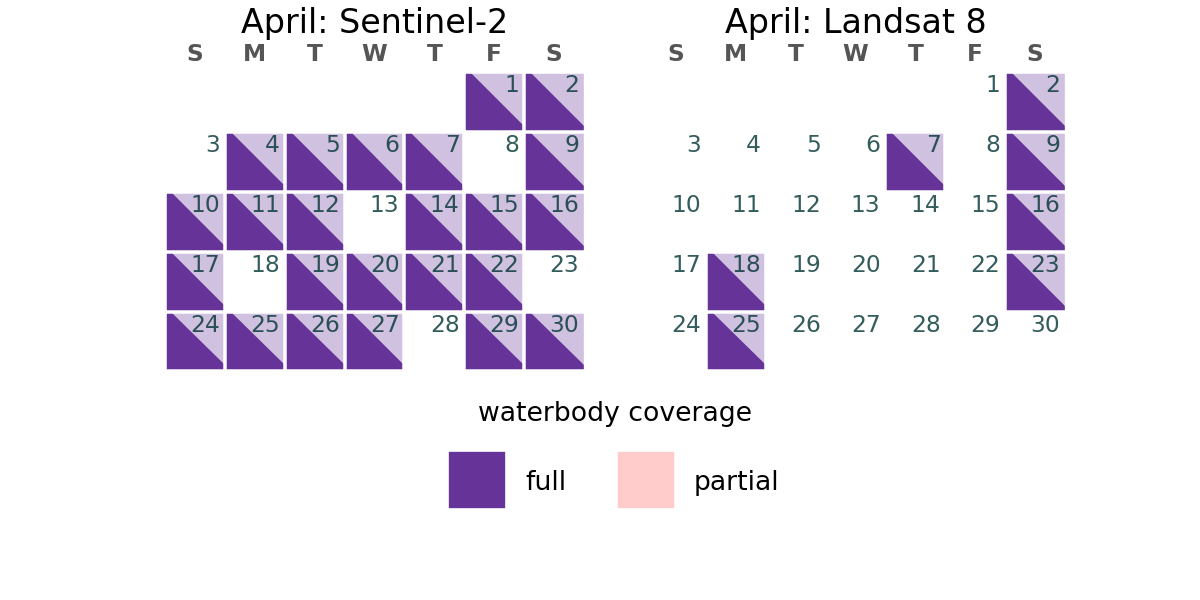 April: Sentinel-2
S M T W T F S
1 2
3 4 5 6 7 8 9
10 11 12 13 14 15 16
17 18 19 20 21 22 23
24 25 26 27 28 29 30
April: Landsat 8
S M T W T F S
1 2
3 4 5 6 7 8 9
10 11 12 13 14 15 16
17 18 19 20 21 22 23
24 25 26 27 28 29 30
waterbody coverage
full partial